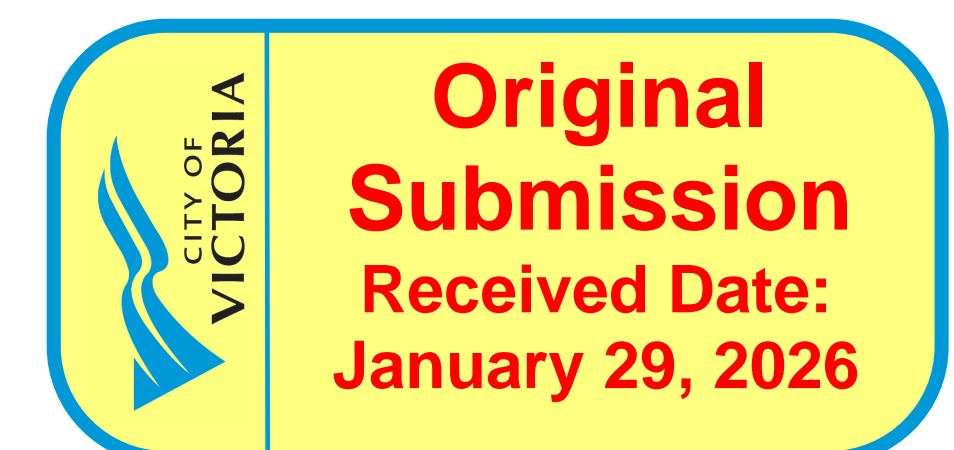 CITY OF
VICTORIA
Original
Submission
Received Date:
January 29, 2026